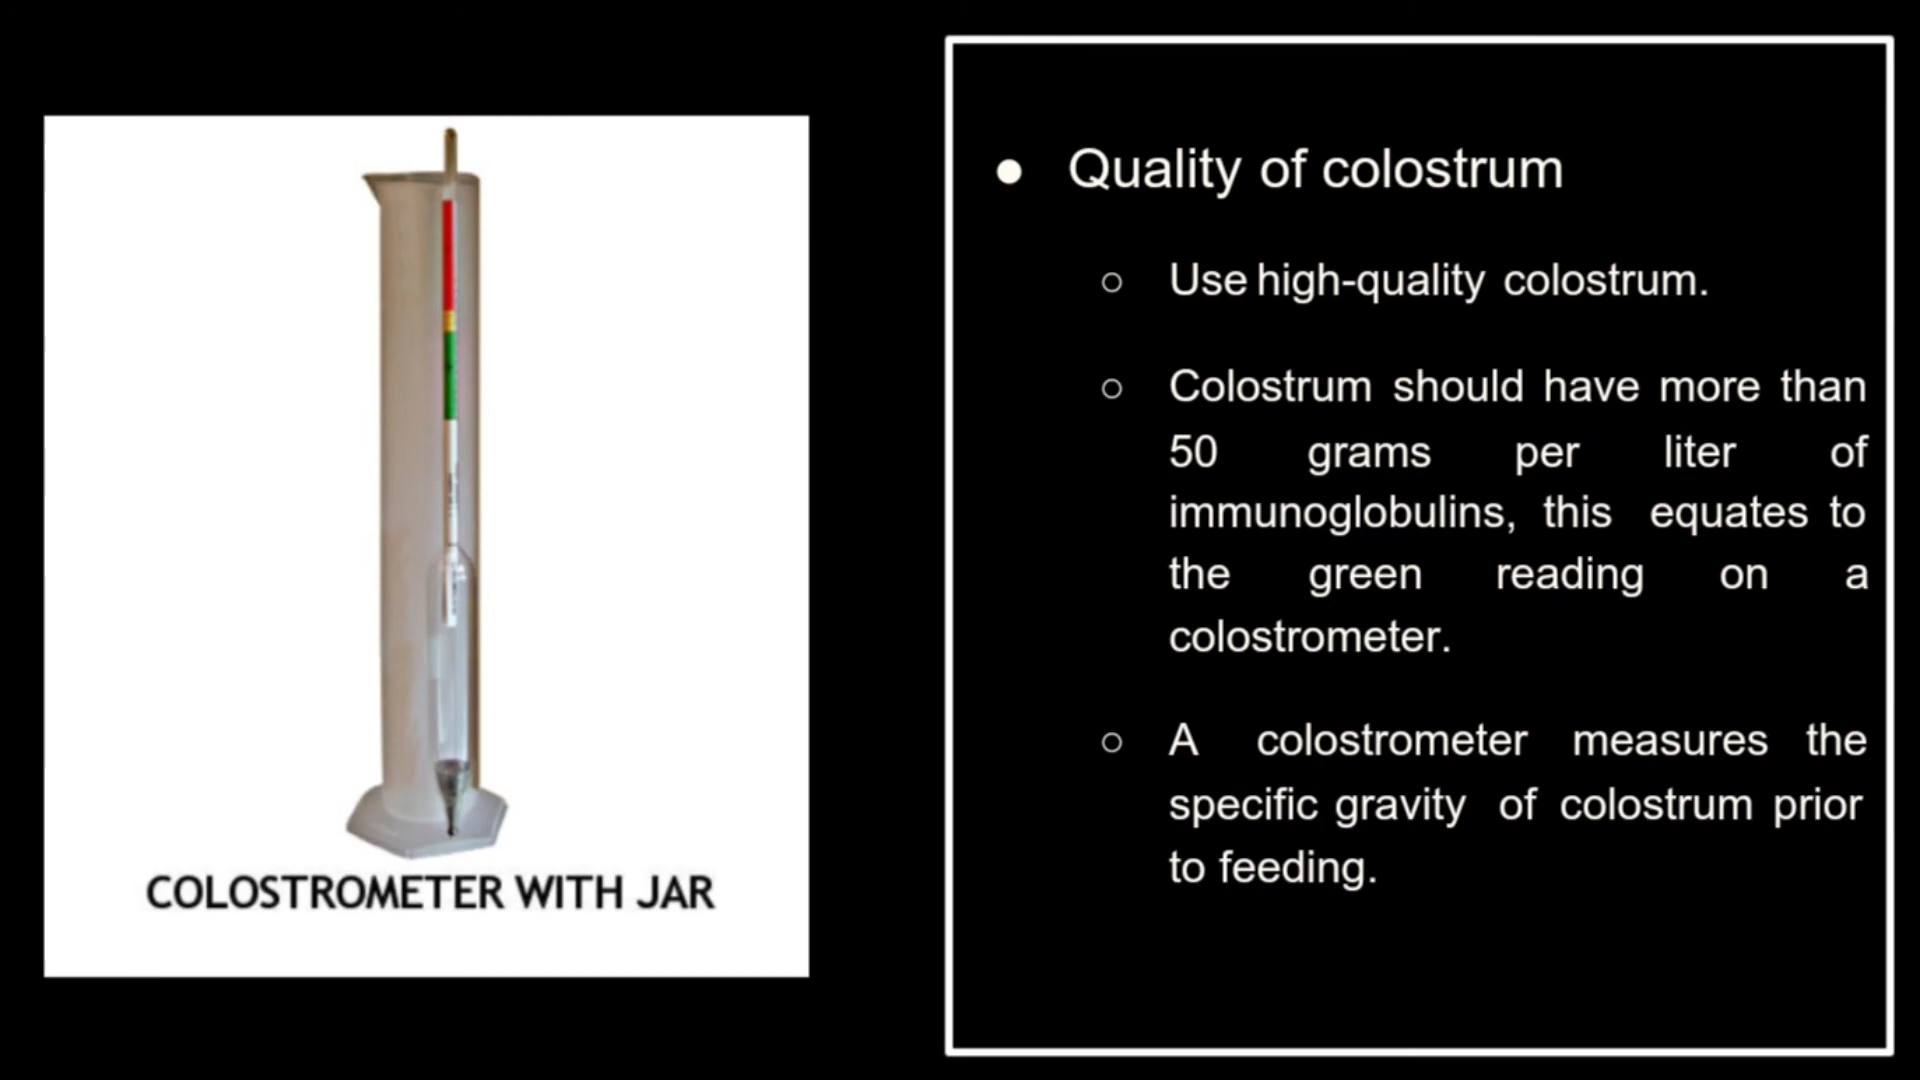 COLOSTROMETER WITH JAR
● Quality of colostrum
○ Use high-quality colostrum.
○ Colostrum should have more than
50 grams per liter of
immunoglobulins, this equates to
the green reading on a
colostrometer.
○ A colostrometer measures the
specific gravity of colostrum prior
to feeding.